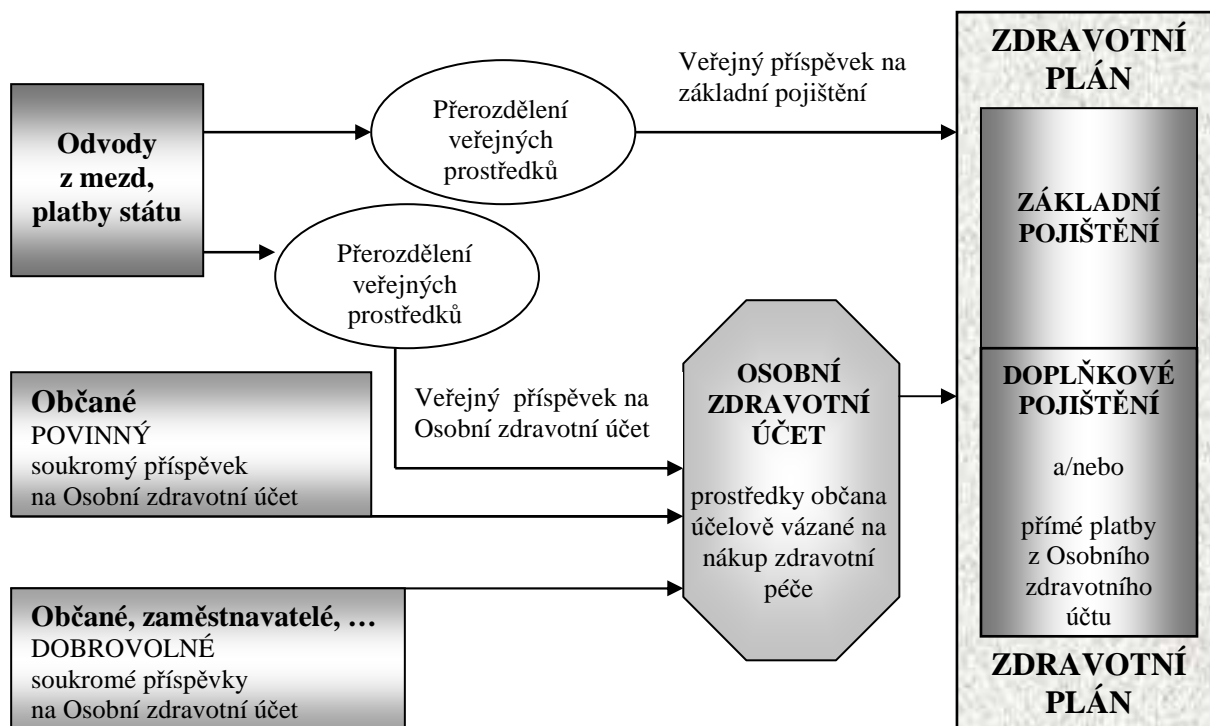 Odvody
z mezd,
platby státu
Přerozdělení
veřejných
prostředků
Veřejný příspěvek na
základní pojištění
Přerozdělení
veřejných
prostředků
Veřejný příspěvek na
Osobní zdravotní účet
Občané
POVINNÝ
soukromý příspěvek
na Osobní zdravotní účet
Občané, zaměstnavatelé, …
DOBROVOLNÉ
soukromé příspěvky
na Osobní zdravotní účet
OSOBNÍ
ZDRAVOTNÍ
ÚČET
prostředky občana
účelově vázané na
nákup zdravotní
péče
ZDRAVOTNÍ
PLÁN
ZÁKLADNÍ
POJIŠTĚNÍ
DOPLŇKOVÉ
POJIŠTĚNÍ
a/nebo
přímé platby
z Osobního
zdravotního
účtu
ZDRAVOTNÍ
PLÁN